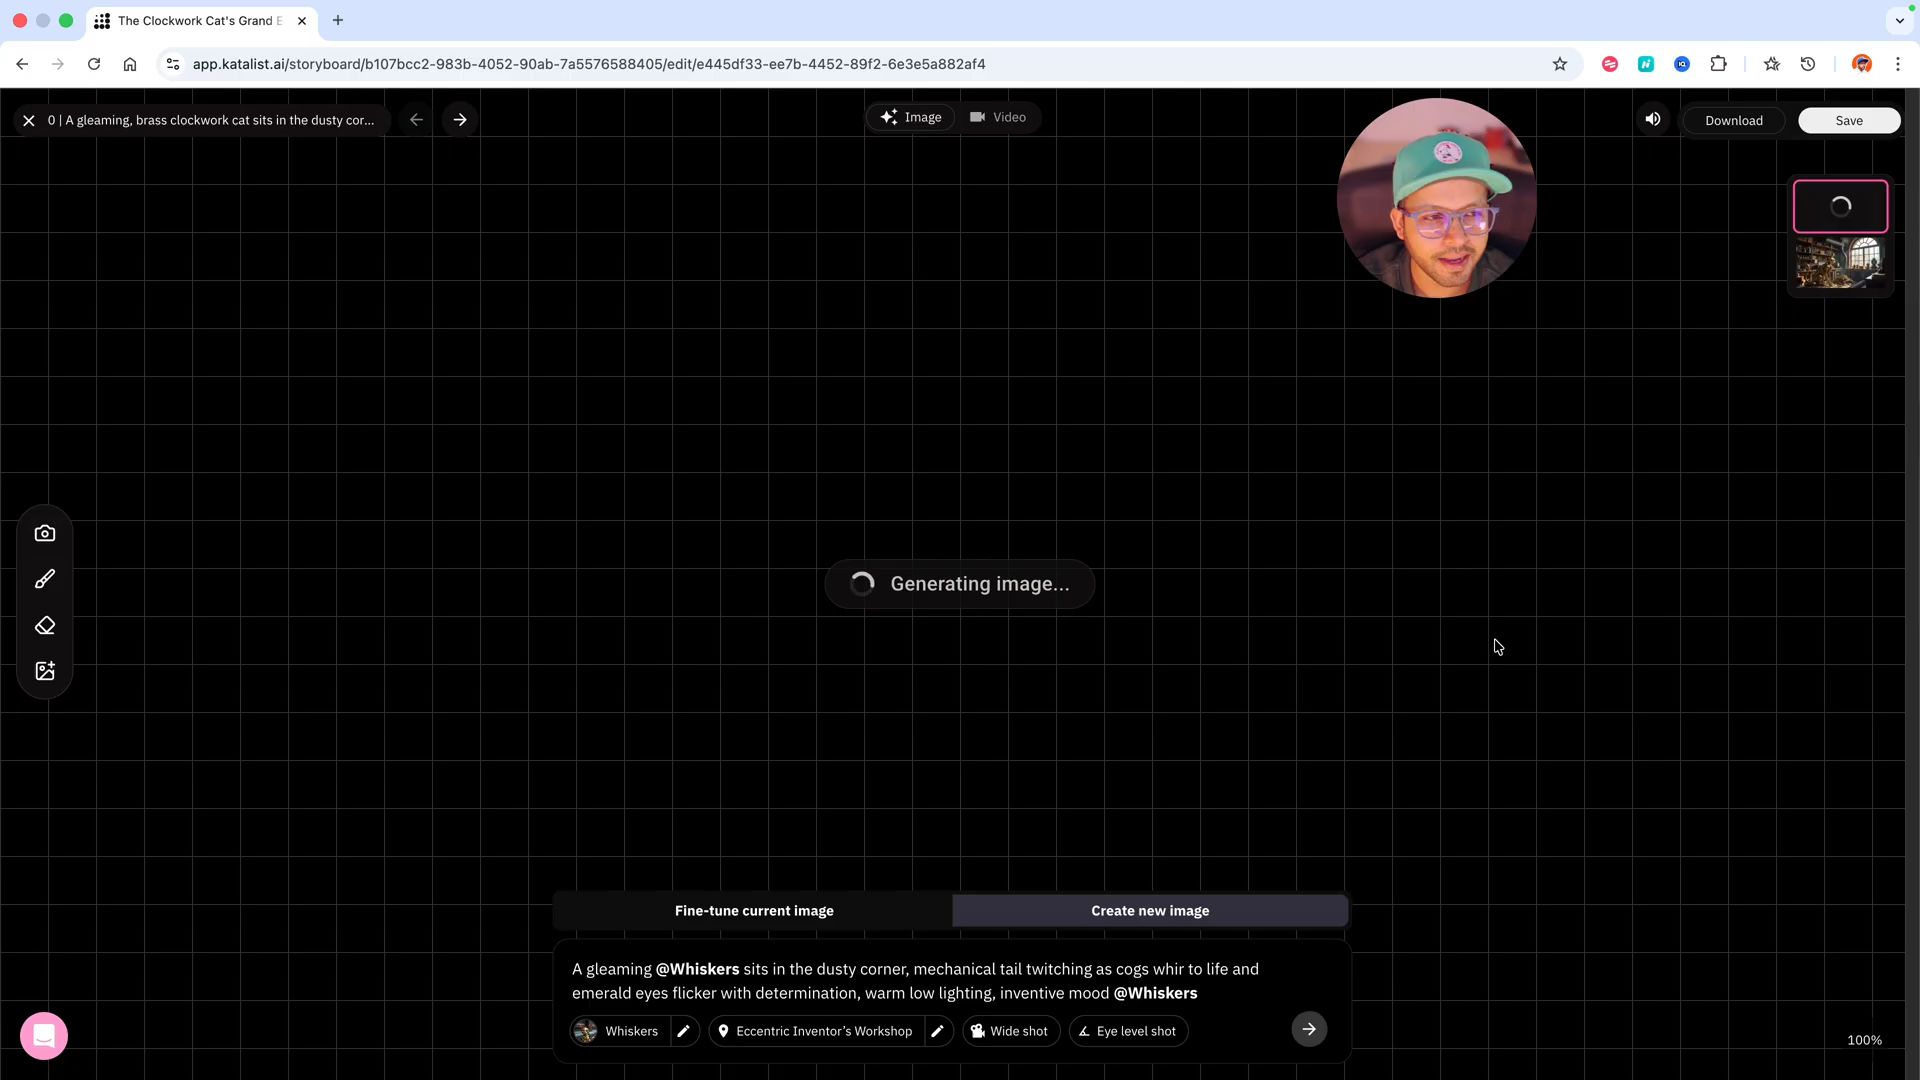 The Clockwork Cat's Grand E
app.katalist.ai/storyboard/b107bcc2-983b-4052-90ab-7a5576588405/edit/e445df33-ee7b-4452-89f2-6e3e5a882af4
0 | A gleaming, brass clockwork cat sits in the dusty cor...
Image
Video
Download
Save
Generating image...
Fine-tune current image
Create new image
A gleaming @Whiskers sits in the dusty corner, mechanical tail twitching as cogs whir to life and
emerald eyes flicker with determination, warm low lighting, inventive mood @Whiskers
Whiskers
Eccentric Inventor's Workshop
Wide shot
Eye level shot
100%